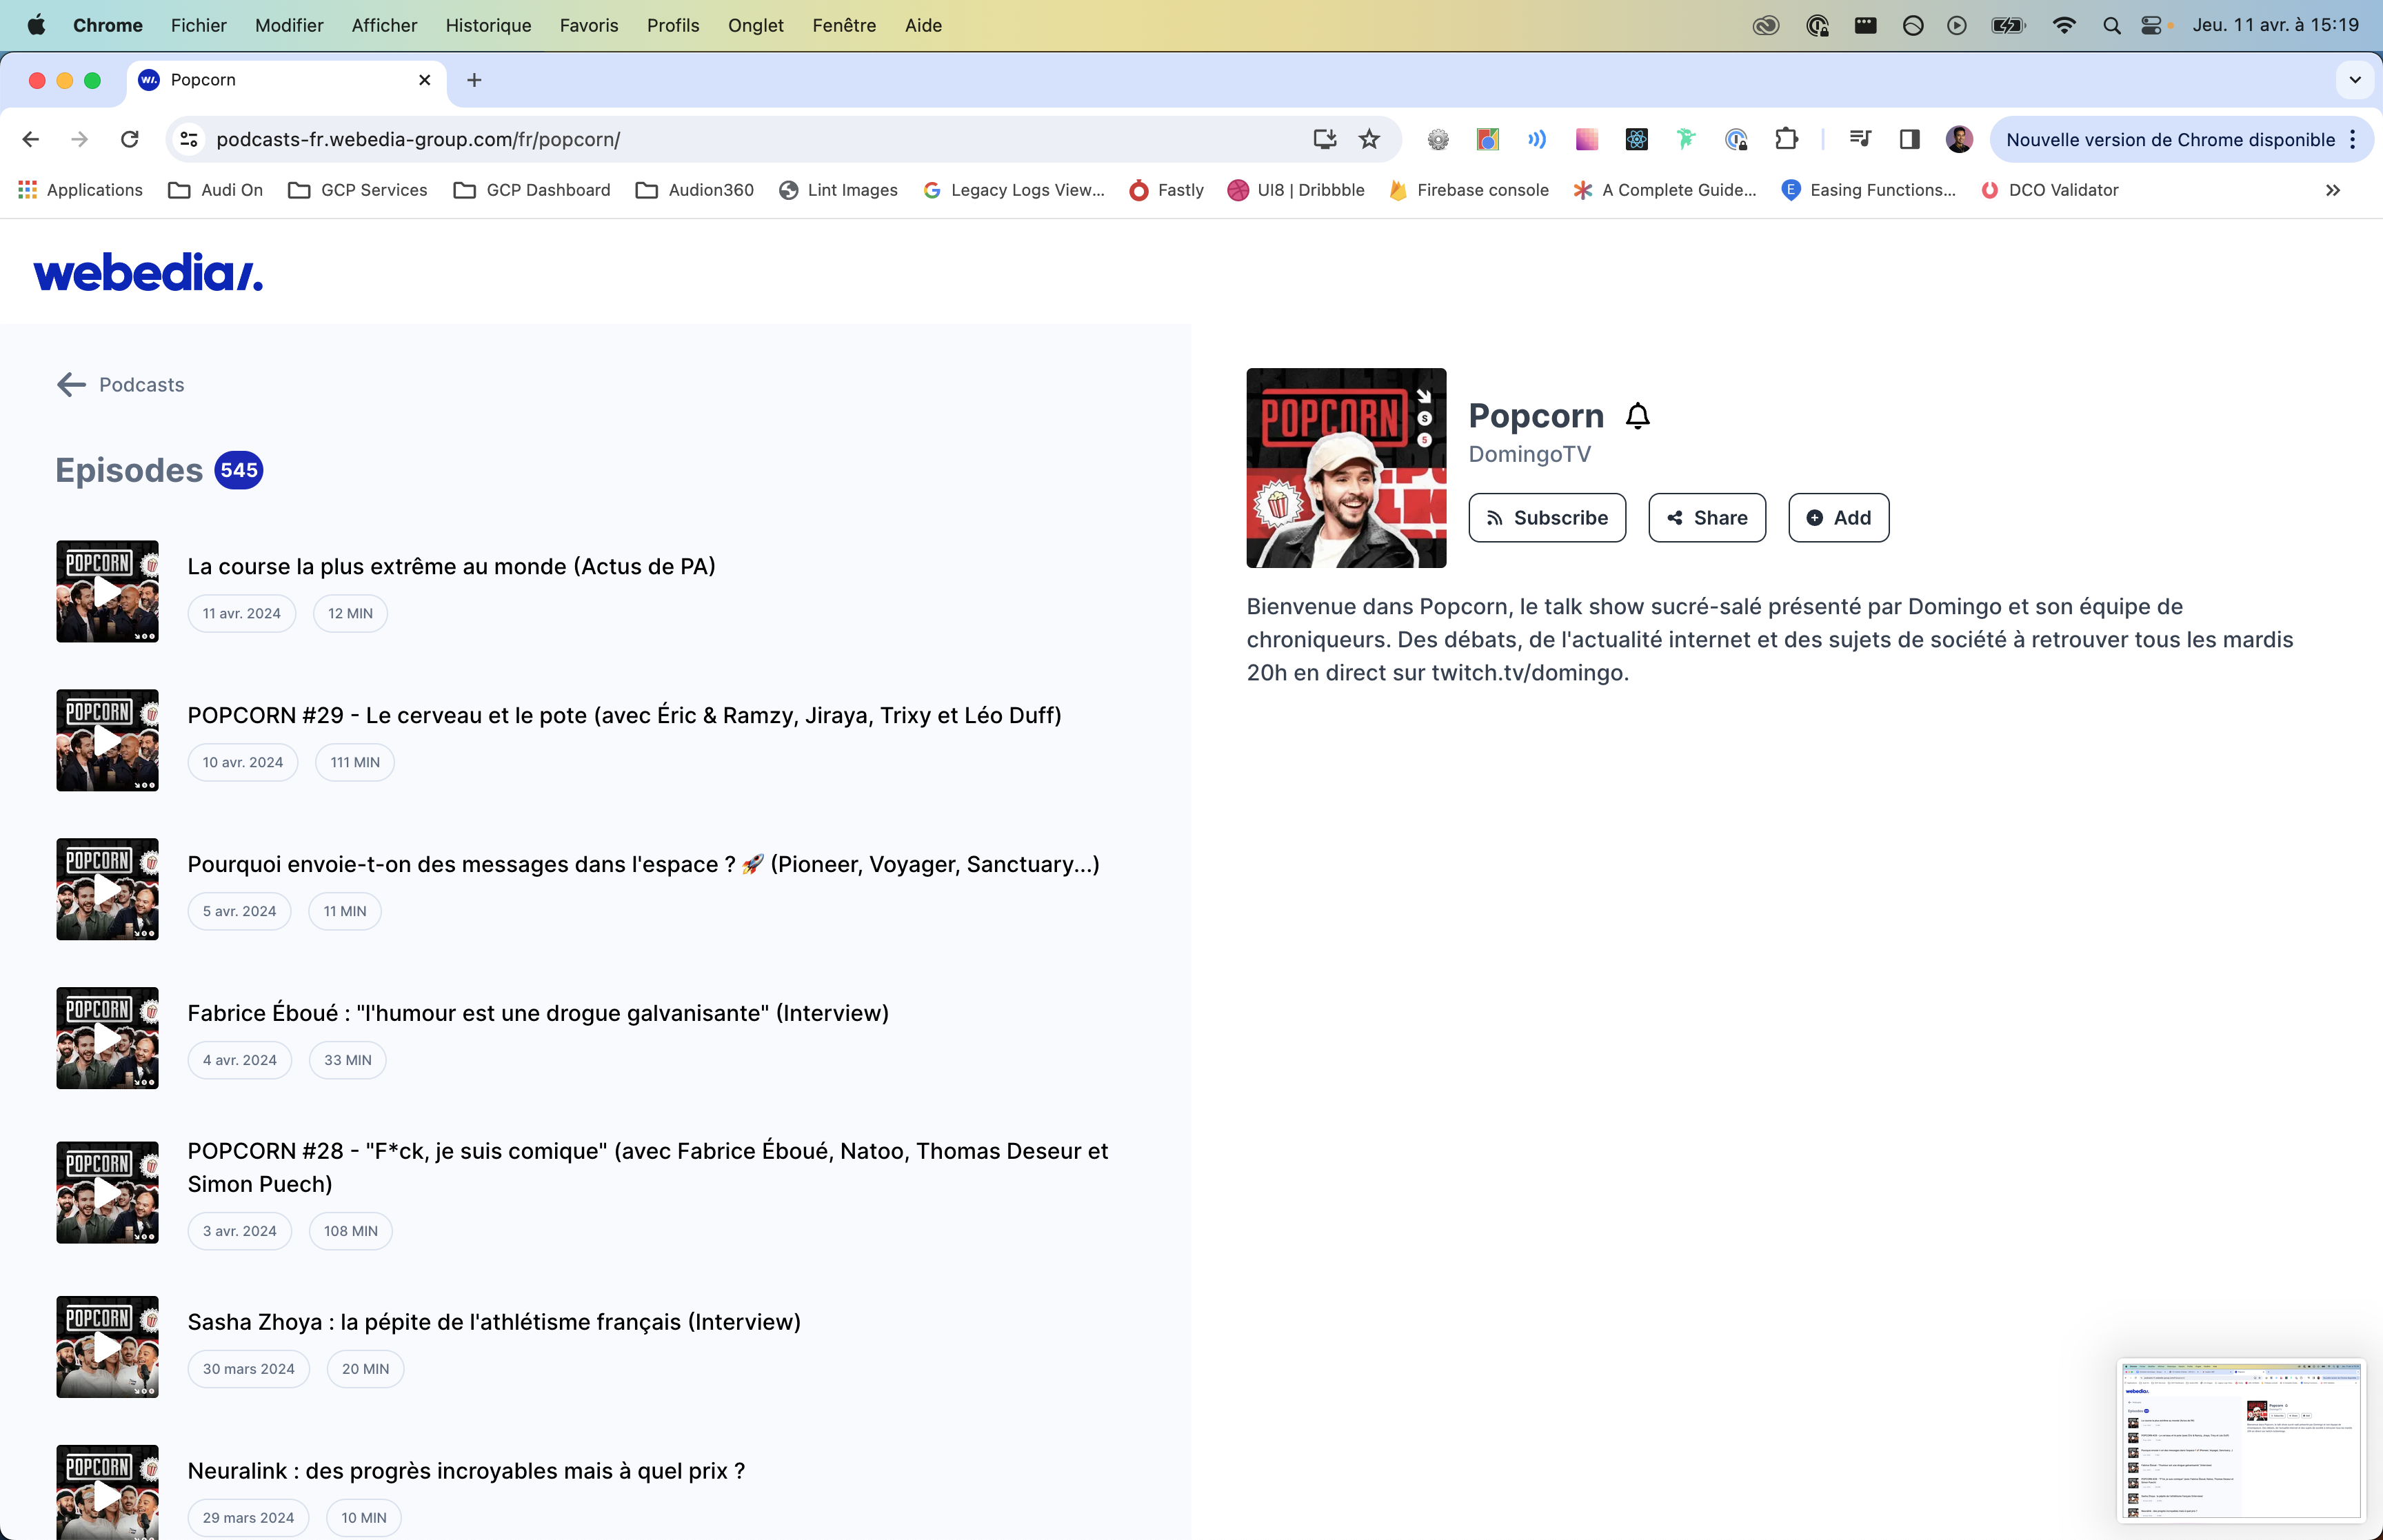 Chrome Fichier Modifier Afficher Historique Favoris Profils Onglet Fenêtre Aide Jeu. 11 avr. à 15:19
w/. Popcorn
podcasts-fr.webedia-group.com/fr/popcorn/ Nouvelle version de Chrome disponible
Applications Audi On GCP Services GCP Dashboard Audion360 Lint Images Legacy Logs View... Fastly UI8 | Dribbble Firebase console A Complete Guide... Easing Functions... DCO Validator
webedia/.
Podcasts
Episodes 545
POPCORN
La course la plus extrême au monde (Actus de PA)
11 avr. 2024 12 MIN
POPCORN
POPCORN #29 - Le cerveau et le pote (avec Éric & Ramzy, Jiraya, Trixy et Léo Duff)
10 avr. 2024 111 MIN
POPCORN
Pourquoi envoie-t-on des messages dans l'espace ? 🚀 (Pioneer, Voyager, Sanctuary...)
5 avr. 2024 11 MIN
POPCORN
Fabrice Éboué : "l'humour est une drogue galvanisante" (Interview)
4 avr. 2024 33 MIN
POPCORN
POPCORN #28 - "F*ck, je suis comique" (avec Fabrice Éboué, Natoo, Thomas Deseur et
Simon Puech)
3 avr. 2024 108 MIN
POPCORN
Sasha Zhoya : la pépite de l'athlétisme français (Interview)
30 mars 2024 20 MIN
POPCORN
Neuralink : des progrès incroyables mais à quel prix ?
29 mars 2024 10 MIN
POPCORN
S
5
Popcorn
DomingoTV
Subscribe Share Add
Bienvenue dans Popcorn, le talk show sucré-salé présenté par Domingo et son équipe de
chroniqueurs. Des débats, de l'actualité internet et des sujets de société à retrouver tous les mardis
20h en direct sur twitch.tv/domingo.
webedia/.